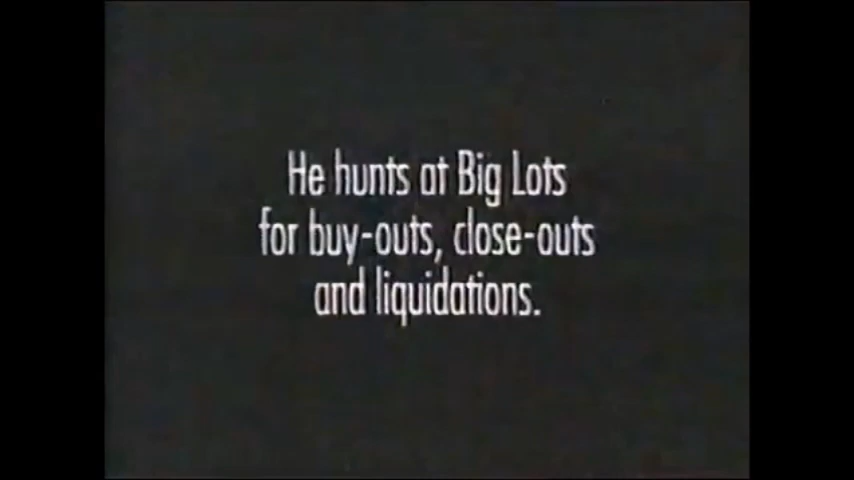 He hunts at Big Lots
for buy-outs, close-outs
and liquidations.